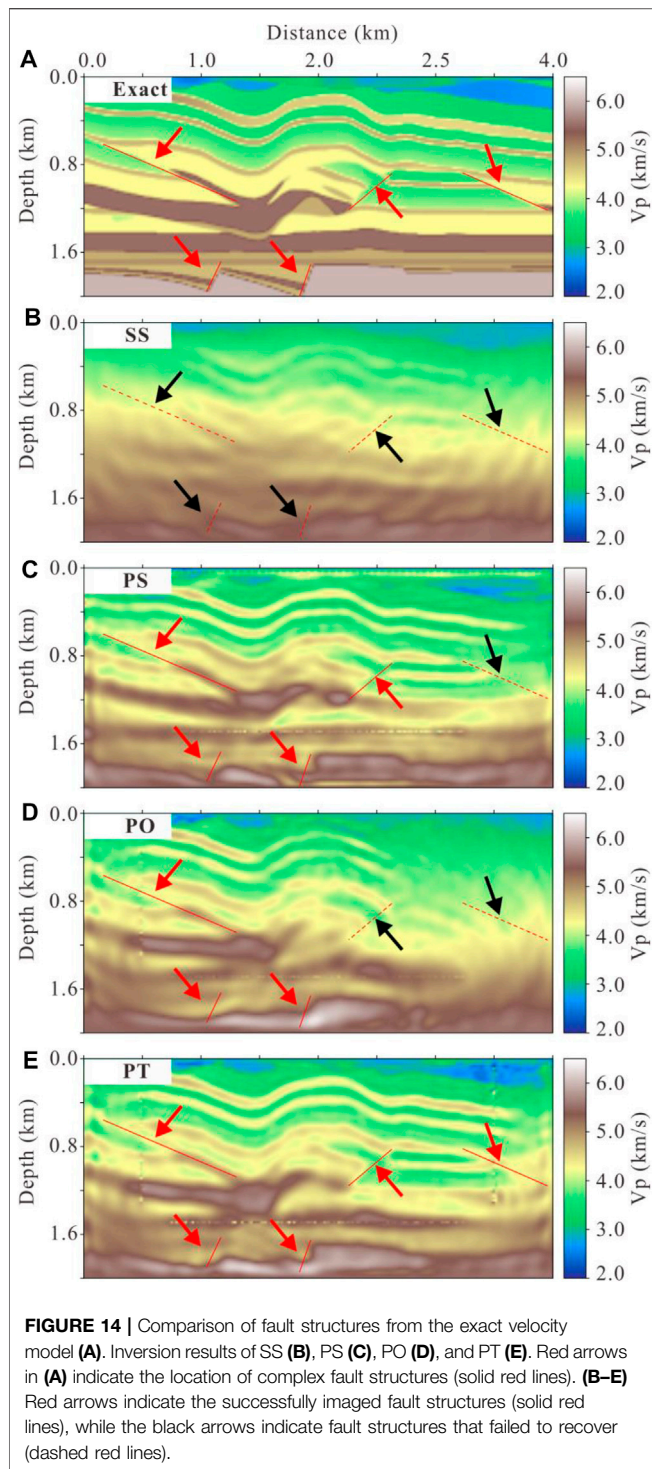 Distance (km)
0.0 1.0 2.0 2.5 4.0
A
Exact
0.0
0.8
1.6
Depth (km)
6.0
5.0
4.0
3.0
2.0
Vp (km/s)
B
SS
0.0
0.8
1.6
Depth (km)
6.0
5.0
4.0
3.0
2.0
Vp (km/s)
C
PS
0.0
0.8
1.6
Depth (km)
6.0
5.0
4.0
3.0
2.0
Vp (km/s)
D
PO
0.0
0.8
1.6
Depth (km)
6.0
5.0
4.0
3.0
2.0
Vp (km/s)
E
PT
0.0
0.8
1.6
Depth (km)
6.0
5.0
4.0
3.0
2.0
Vp (km/s)
FIGURE 14 | Comparison of fault structures from the exact velocity
model (A). Inversion results of SS (B), PS (C), PO (D), and PT (E). Red arrows
in (A) indicate the location of complex fault structures (solid red lines). (B–E)
Red arrows indicate the successfully imaged fault structures (solid red
lines), while the black arrows indicate fault structures that failed to recover
(dashed red lines).